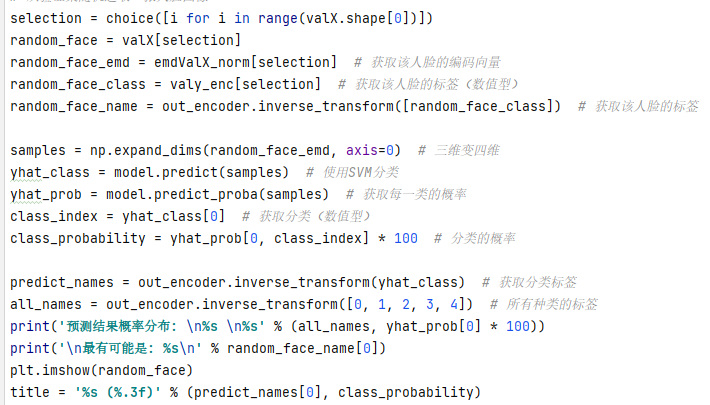 selection = choice([i for i in range(valX.shape[0])])
random_face = valX[selection]
random_face_emd = emdValX_norm[selection]  # 获取该人脸的编码向量
random_face_class = valy_enc[selection]  # 获取该人脸的标签（数值型）
random_face_name = out_encoder.inverse_transform([random_face_class])  # 获取该人脸的标签
samples = np.expand_dims(random_face_emd, axis=0)  # 三维变四维
yhat_class = model.predict(samples)  # 使用SVM分类
yhat_prob = model.predict_proba(samples)  # 获取每一类的概率
class_index = yhat_class[0]  # 获取分类（数值型）
class_probability = yhat_prob[0, class_index] * 100  # 分类的概率
predict_names = out_encoder.inverse_transform(yhat_class)  # 获取分类标签
all_names = out_encoder.inverse_transform([0, 1, 2, 3, 4])  # 所有种类的标签
print('预测结果概率分布: \n%s \n%s' % (all_names, yhat_prob[0] * 100))
print('\n最有可能是: %s\n' % random_face_name[0])
plt.imshow(random_face)
title = '%s (%.3f)' % (predict_names[0], class_probability)